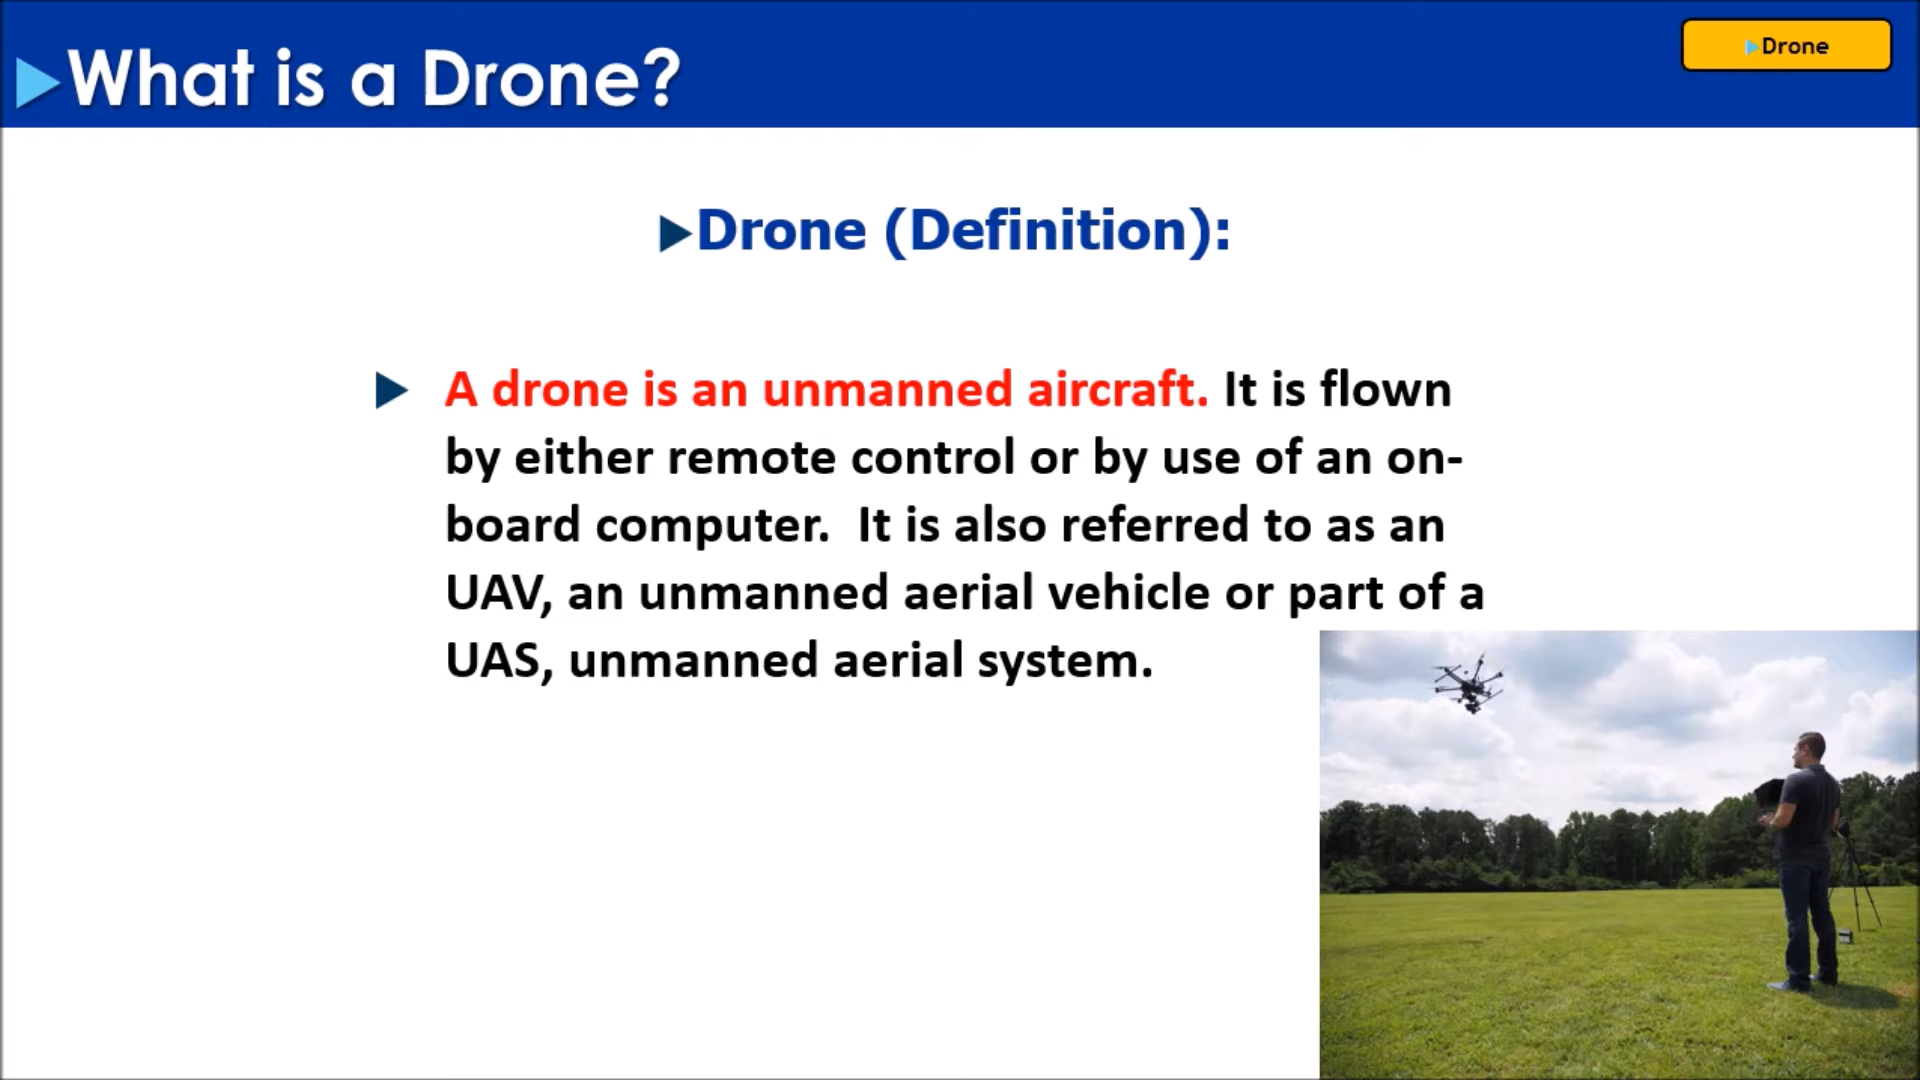 What is a Drone?
Drone
Drone (Definition):
A drone is an unmanned aircraft. It is flown
by either remote control or by use of an on-
board computer.  It is also referred to as an
UAV, an unmanned aerial vehicle or part of a
UAS, unmanned aerial system.